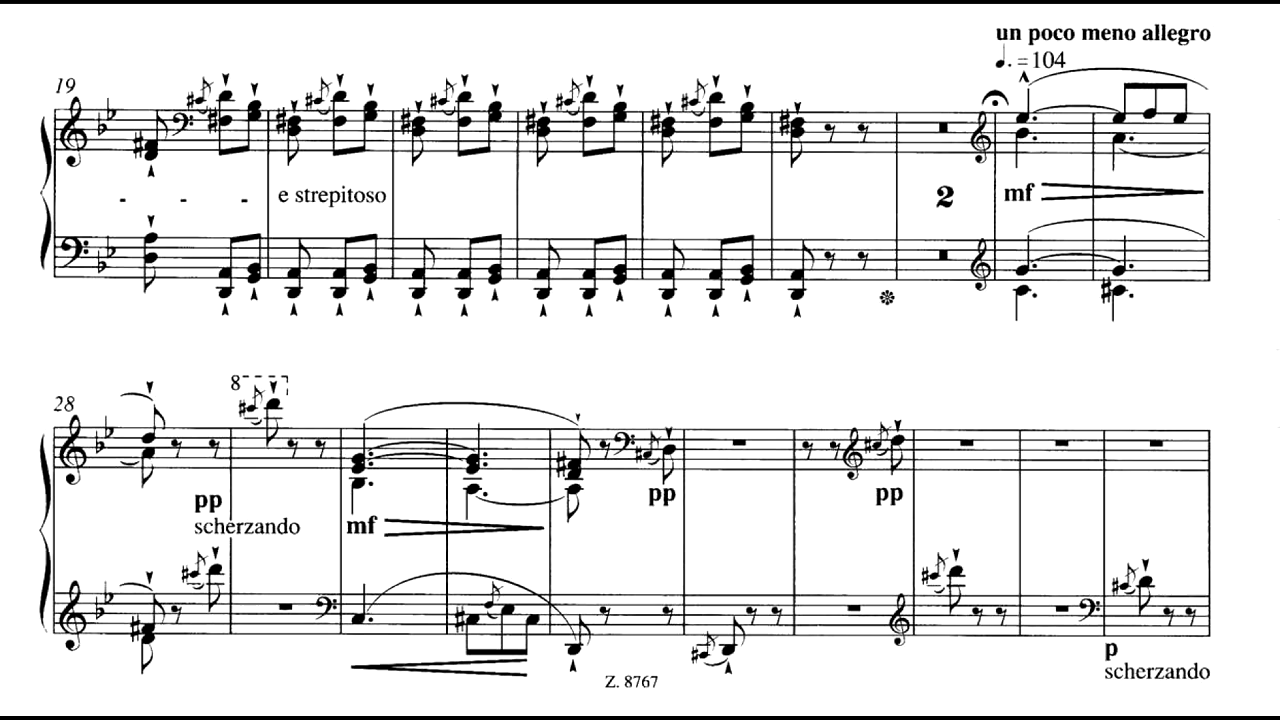 un poco meno allegro
♩. = 104
19
- - - e strepitoso
2
mf
28
8
pp
scherzando
mf
pp
pp
p
scherzando
Z. 8767